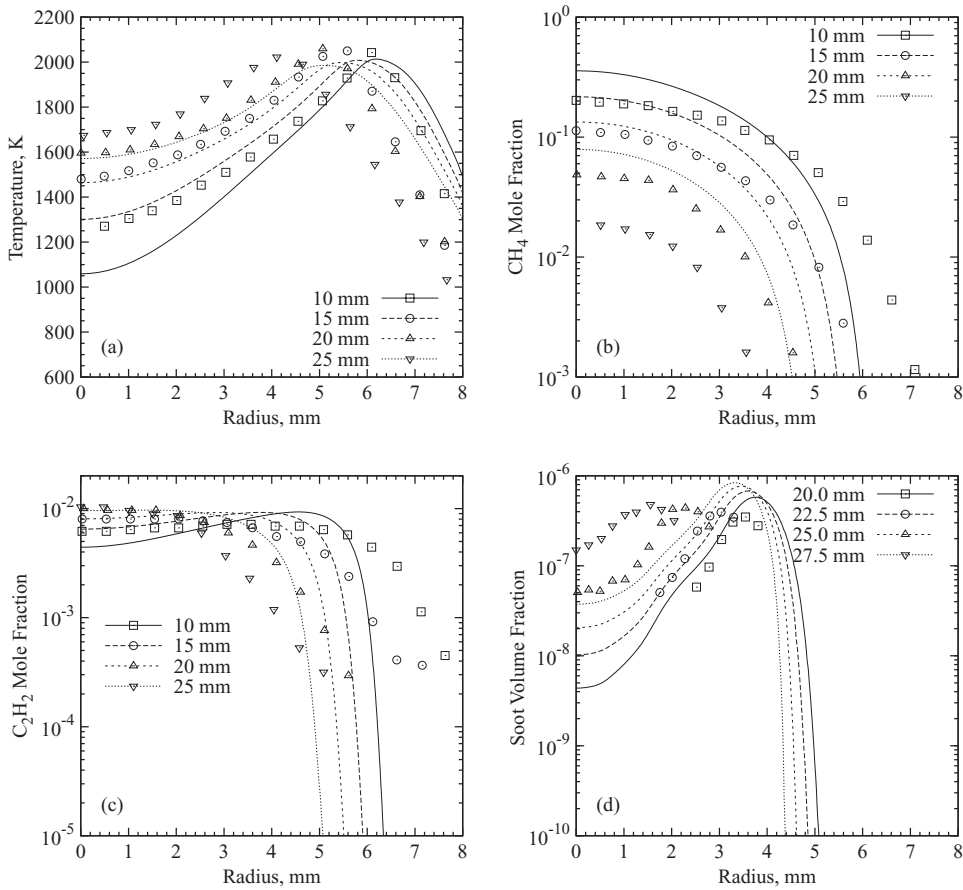 2200
2000
1800
1600
1400
1200
1000
800
600
Temperature, K
10 mm
15 mm
20 mm
25 mm
(a)
0 1 2 3 4 5 6 7 8
Radius, mm
10^0
10^-1
10^-2
10^-3
CH4 Mole Fraction
10 mm
15 mm
20 mm
25 mm
(b)
0 1 2 3 4 5 6 7 8
Radius, mm
10^-2
10^-3
10^-4
10^-5
C2H2 Mole Fraction
10 mm
15 mm
20 mm
25 mm
(c)
0 1 2 3 4 5 6 7 8
Radius, mm
10^-6
10^-7
10^-8
10^-9
10^-10
Soot Volume Fraction
20.0 mm
22.5 mm
25.0 mm
27.5 mm
(d)
0 1 2 3 4 5 6 7 8
Radius, mm